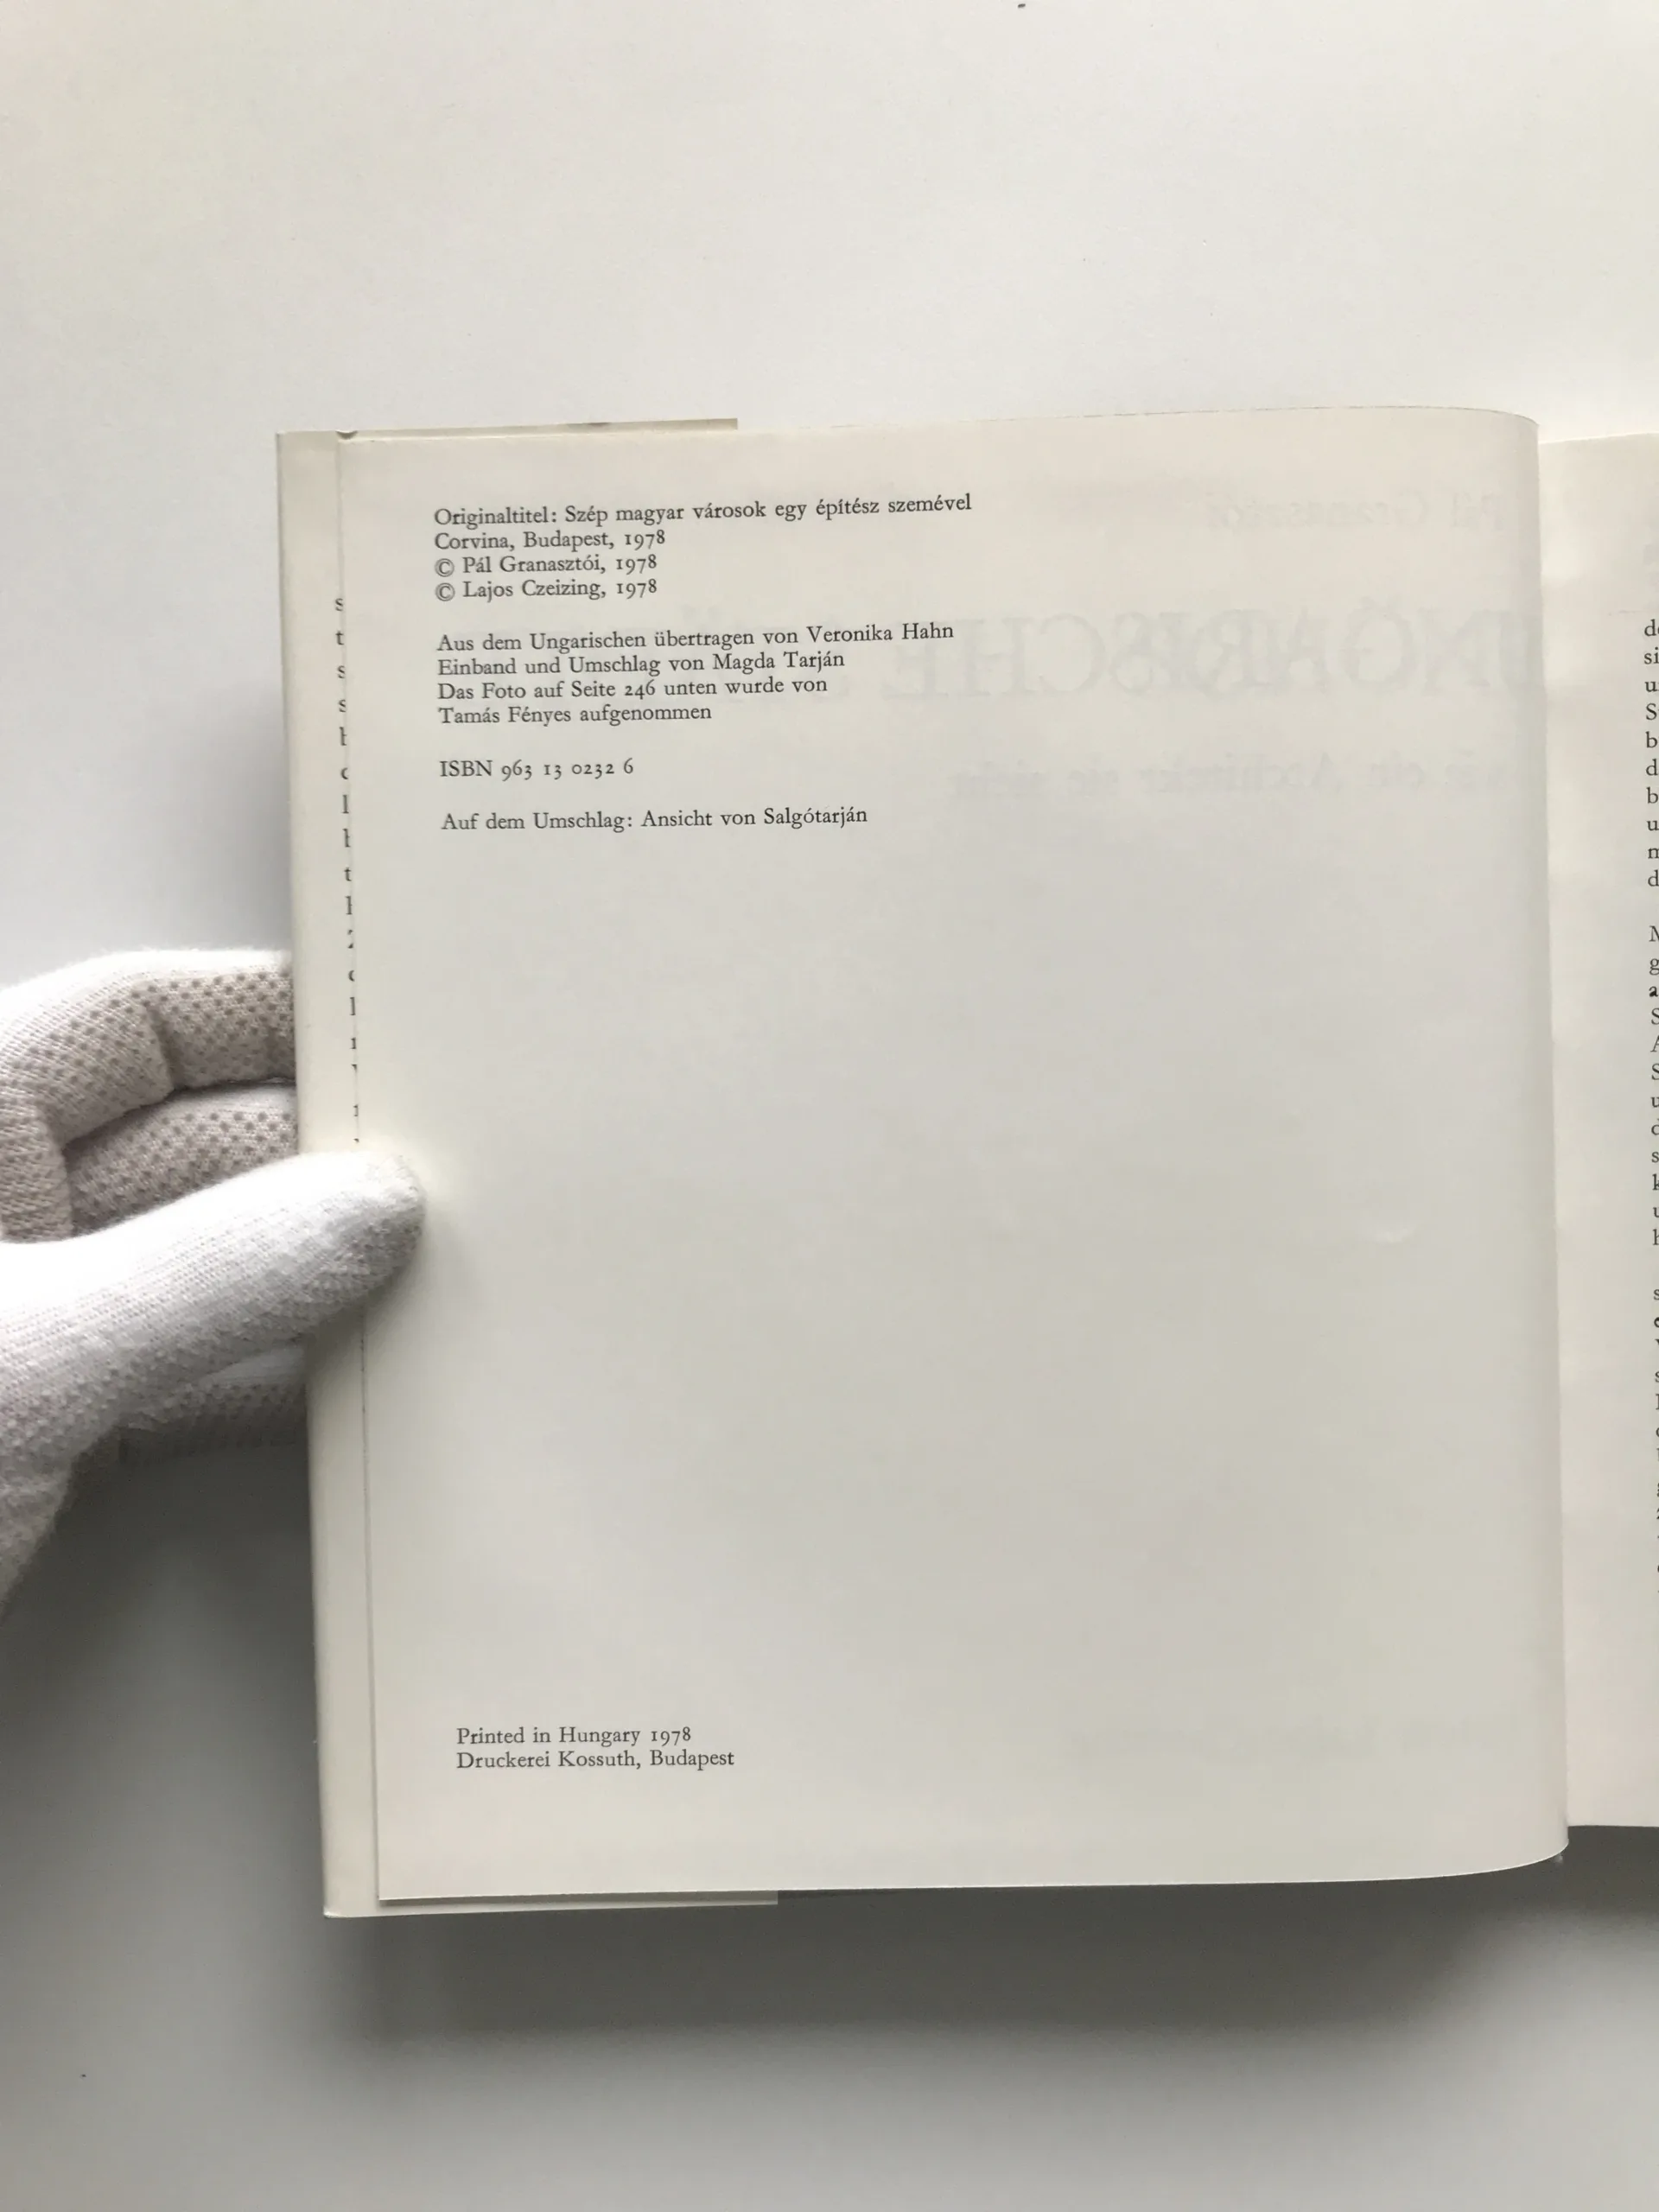 Originaltitel: Szép magyar városok egy építész szemével
Corvina, Budapest, 1978
© Pál Granasztói, 1978
© Lajos Czeizing, 1978
Aus dem Ungarischen übertragen von Veronika Hahn
Einband und Umschlag von Magda Tarján
Das Foto auf Seite 246 unten wurde von
Tamás Fényes aufgenommen
ISBN 963 13 0232 6
Auf dem Umschlag: Ansicht von Salgótarján
Printed in Hungary 1978
Druckerei Kossuth, Budapest